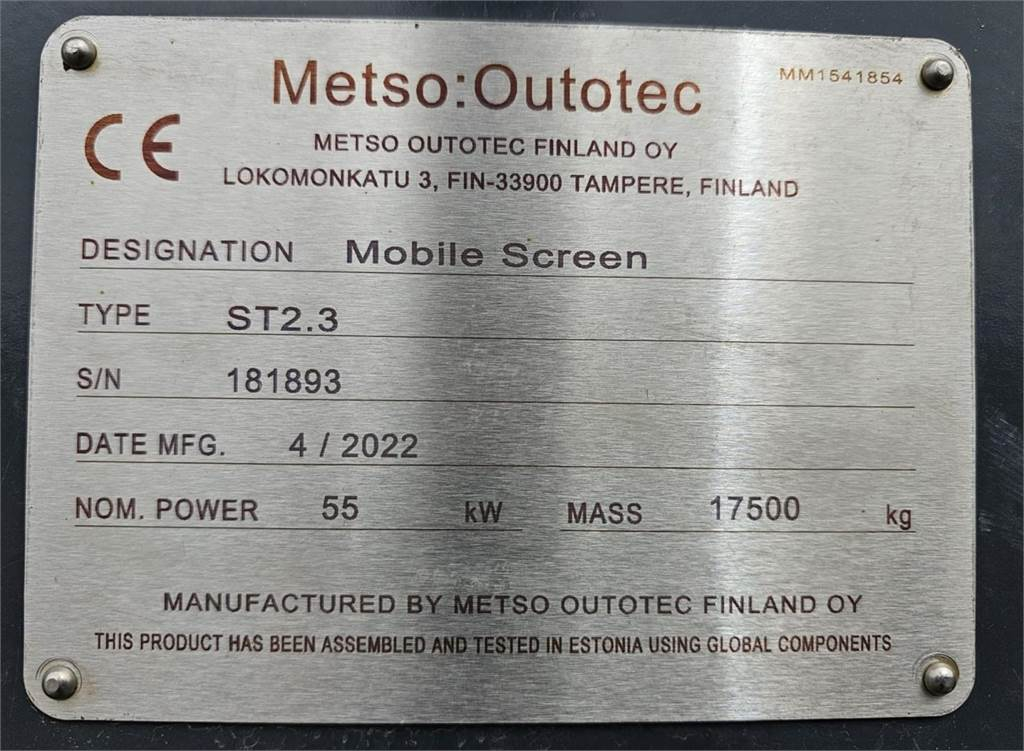 Metso:Outotec
MM1541854
CE
METSO OUTOTEC FINLAND OY
LOKOMONKATU 3, FIN-33900 TAMPERE, FINLAND
DESIGNATION Mobile Screen
TYPE ST2.3
S/N 181893
DATE MFG. 4 / 2022
NOM. POWER 55 kW MASS 17500 kg
MANUFACTURED BY METSO OUTOTEC FINLAND OY
THIS PRODUCT HAS BEEN ASSEMBLED AND TESTED IN ESTONIA USING GLOBAL COMPONENTS